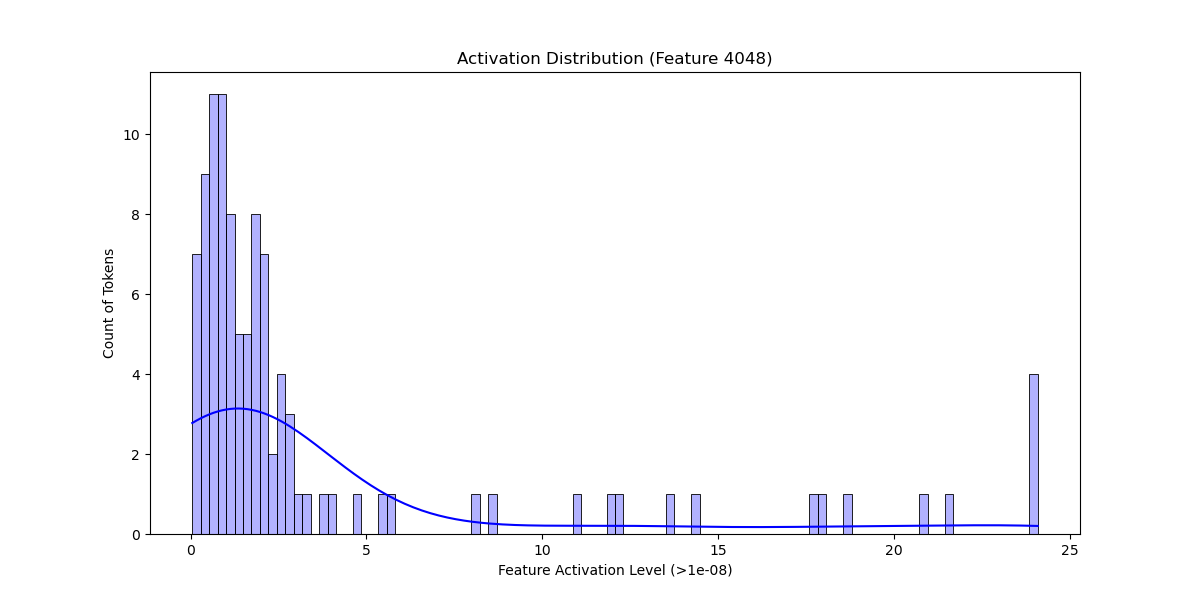 Activation Distribution (Feature 4048)
Count of Tokens
10
8
6
4
2
0
0 5 10 15 20 25
Feature Activation Level (>1e-08)